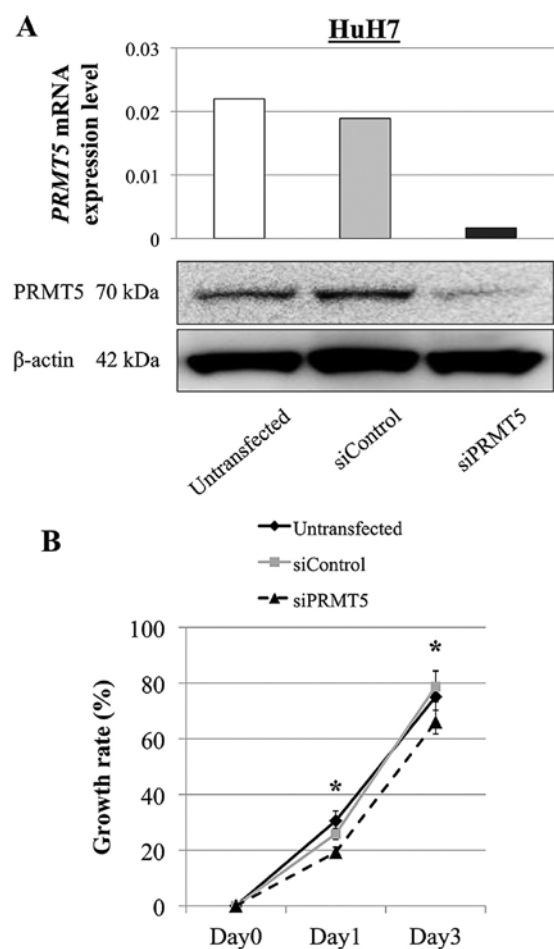 A
HuH7
PRMT5 mRNA
expression level
0.03
0.02
0.01
0
PRMT5 70 kDa
β-actin 42 kDa
Untransfected
siControl
siPRMT5
B
Untransfected
siControl
siPRMT5
Growth rate (%)
100
80
60
40
20
0
*
*
Day0 Day1 Day3